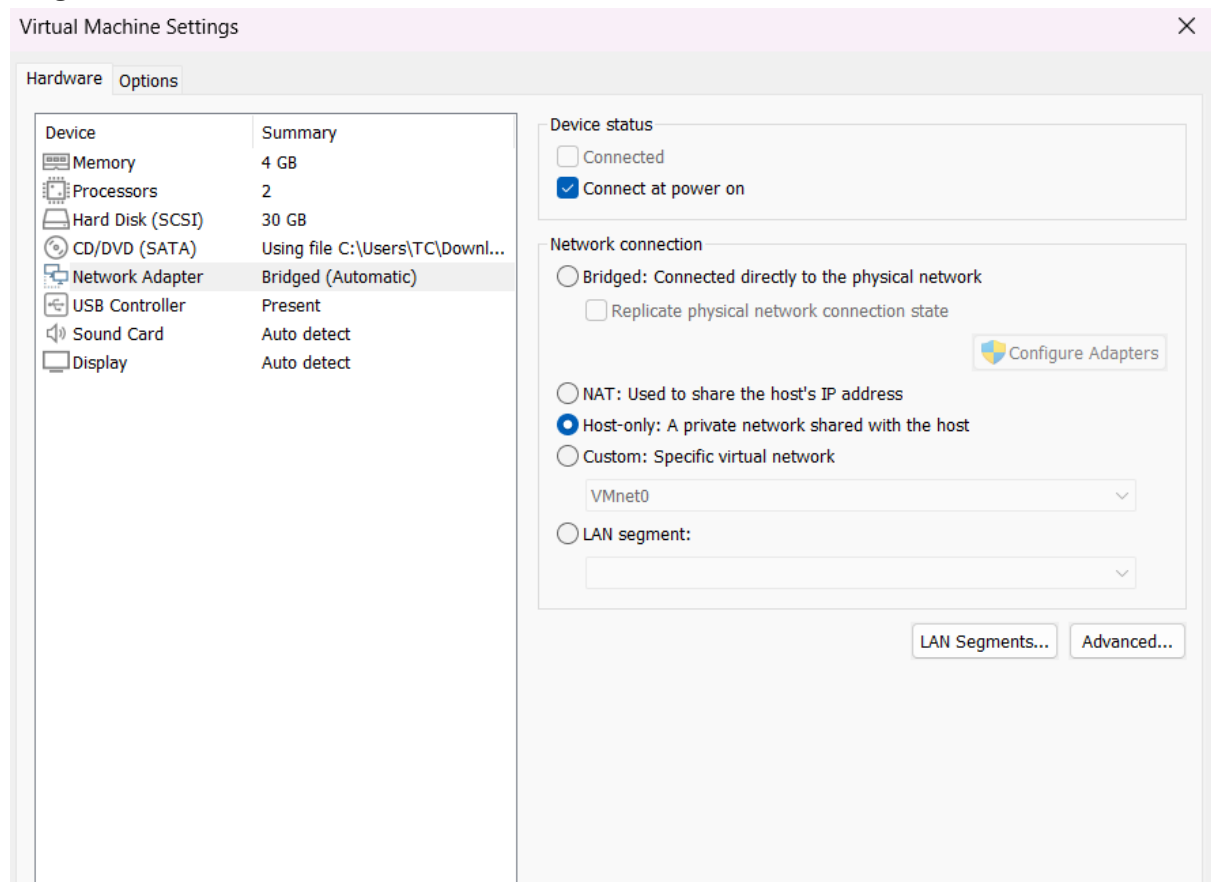 Virtual Machine Settings
Hardware Options
Device Summary
Memory 4 GB
Processors 2
Hard Disk (SCSI) 30 GB
CD/DVD (SATA) Using file C:\Users\TC\Downl...
Network Adapter Bridged (Automatic)
USB Controller Present
Sound Card Auto detect
Display Auto detect
Device status
Connected
Connect at power on
Network connection
Bridged: Connected directly to the physical network
Replicate physical network connection state
Configure Adapters
NAT: Used to share the host's IP address
Host-only: A private network shared with the host
Custom: Specific virtual network
VMnet0
LAN segment:
LAN Segments... Advanced...